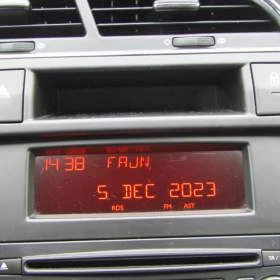 14:38 FAJN
5. DEC 2023
RDS FM AST